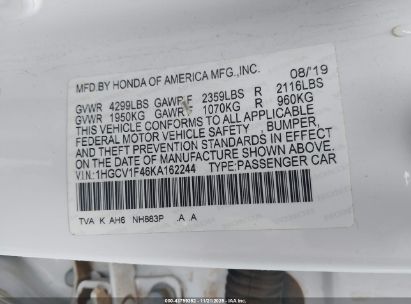 MFD.BY HONDA OF AMERICA MFG.,INC. 08/'19
GVWR 4299LBS GAWR F 2359LBS R 2116LBS
GVWR 1950KG GAWR F 1070KG R 960KG
THIS VEHICLE CONFORMS TO ALL APPLICABLE
FEDERAL MOTOR VEHICLE SAFETY, BUMPER,
AND THEFT PREVENTION STANDARDS IN EFFECT
ON THE DATE OF MANUFACTURE SHOWN ABOVE.
V.I.N.:1HGCV1F46KA162244 TYPE:PASSENGER CAR
TVA K AH6 NH883P .A A